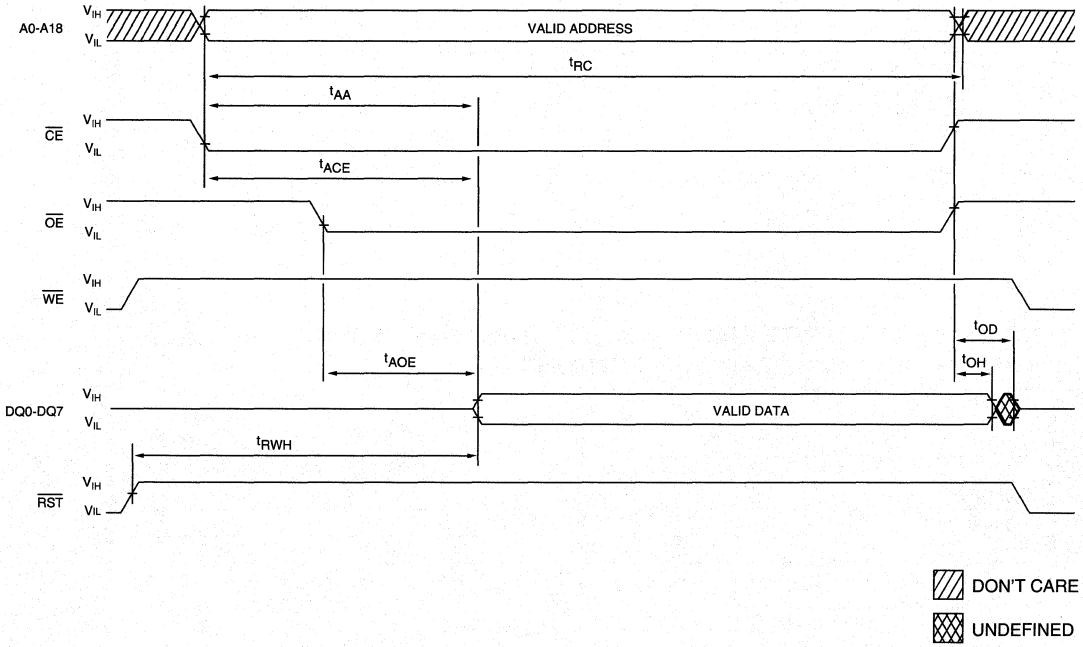 A0-A18 VIH VIL VALID ADDRESS
tRC
tAA
CE VIH VIL
tACE
OE VIH VIL
WE VIH VIL
tOD
tAOE
tOH
DQ0-DQ7 VIH VIL VALID DATA
tRWH
RST VIH VIL
DON'T CARE
UNDEFINED